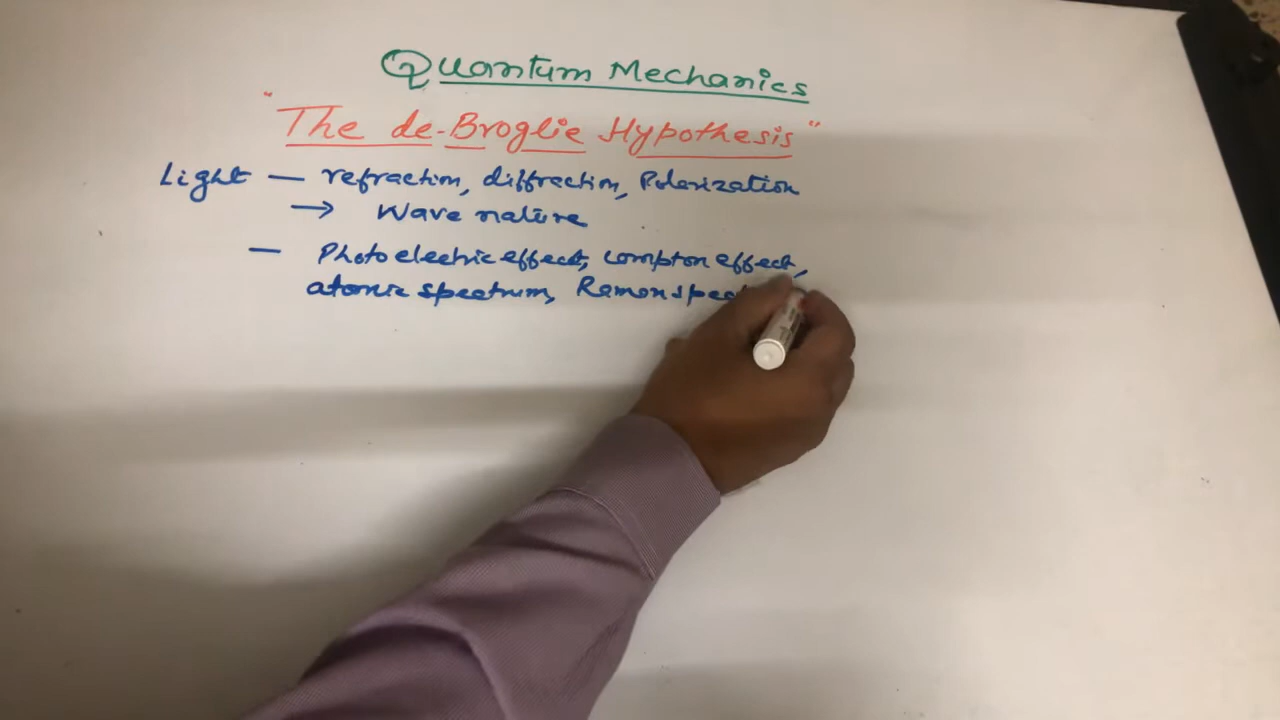 Quantum Mechanics
"The de-Broglie Hypothesis"
Light — refraction, diffraction, Polarization
→ Wave nature
— Photoelectric effect, compton effect,
atomic spectrum, Raman